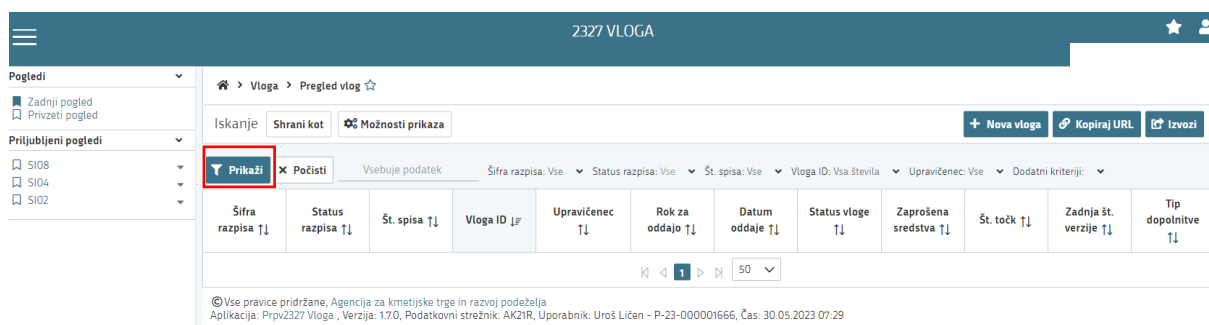 2327 VLOGA
Pogledi
Zadnji pogled
Privzeti pogled
Priljubljeni pogledi
SI08
SI04
SI02
Vloga > Pregled vlog
Iskanje Shrani kot Možnosti prikaza + Nova vloga Kopiraj URL Izvozi
Prikaži × Počisti Vsebuje podatek Šifra razpisa: Vse Status razpisa: Vse Št. spisa: Vse Vloga ID: Vsa števila Upravičenec: Vse Dodatni kriteriji:
Šifra razpisa Status razpisa Št. spisa Vloga ID Upravičenec Rok za oddajo Datum oddaje Status vloge Zaprošena sredstva Št. točk Zadnja št. verzije Tip dopolnitve
1 50
©Vse pravice pridržane, Agencija za kmetijske trge in razvoj podeželja
Aplikacija: Prpv2327 Vloga , Verzija: 1.7.0, Podatkovni strežnik: AK21R, Uporabnik: Uroš Ličen - P-23-000001666, Čas: 30.05.2023 07:29